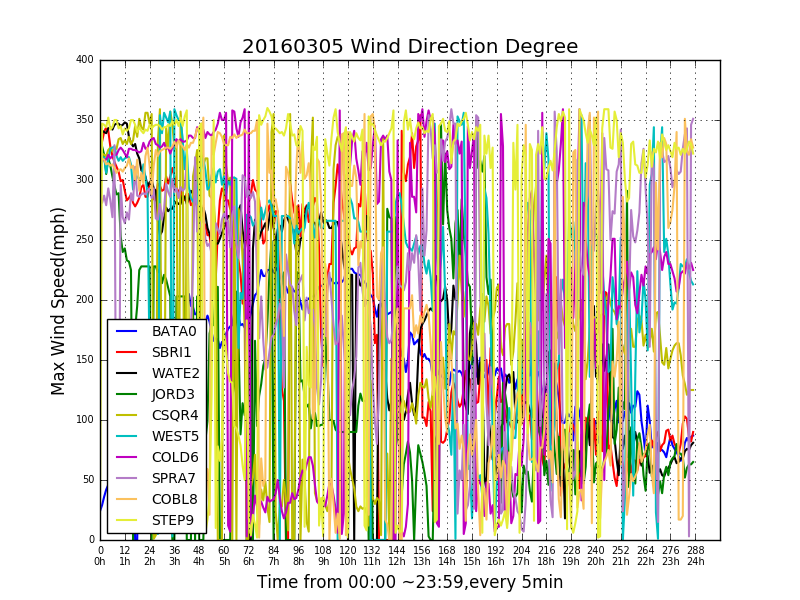 20160305 Wind Direction Degree
Max Wind Speed(mph)
400
350
300
250
200
150
100
50
0
BATA0
SBRI1
WATE2
JORD3
CSQR4
WEST5
COLD6
SPRA7
COBL8
STEP9
0 12 24 36 48 60 72 84 96 108 120 132 144 156 168 180 192 204 216 228 240 252 264 276 288
0h 1h 2h 3h 4h 5h 6h 7h 8h 9h 10h 11h 12h 13h 14h 15h 16h 17h 18h 19h 20h 21h 22h 23h 24h
Time from 00:00 ~23:59,every 5min